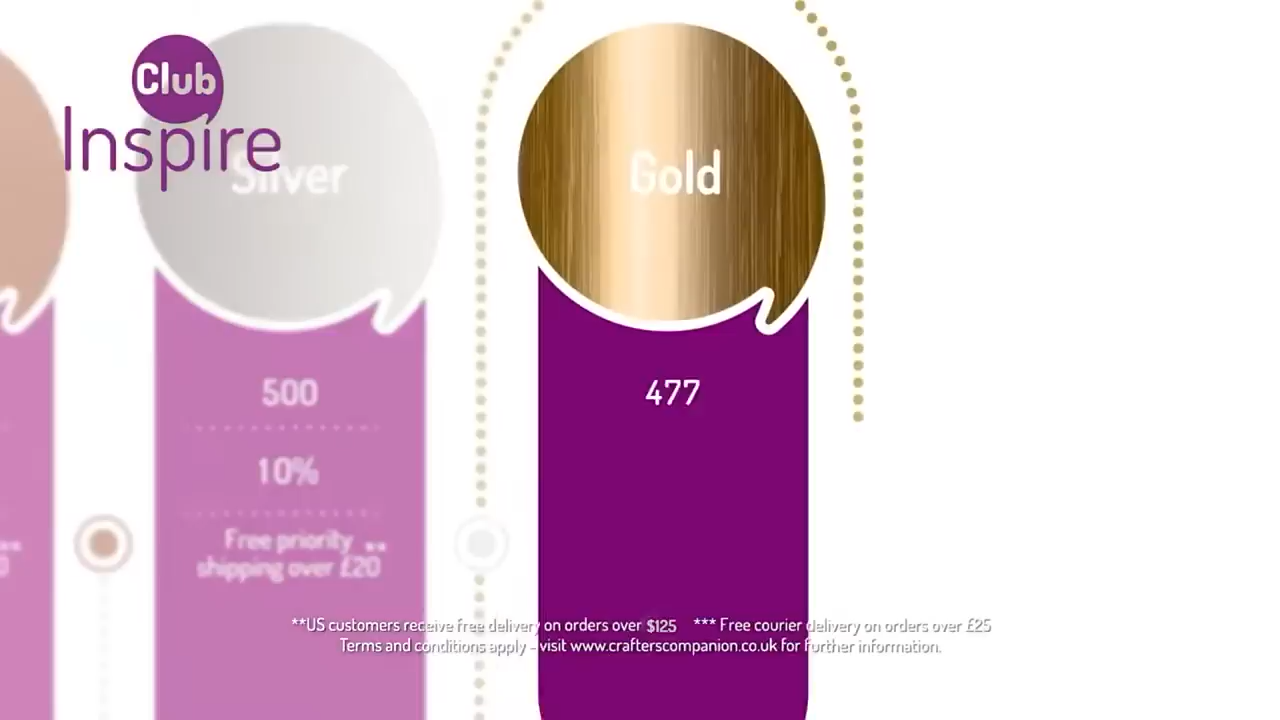 Club
Inspire
Silver
Gold
500
477
10%
Free priority **
shipping over £20
**US customers receive free delivery on orders over $125 *** Free courier delivery on orders over £25
Terms and conditions apply - visit www.crafterscompanion.co.uk for further information.